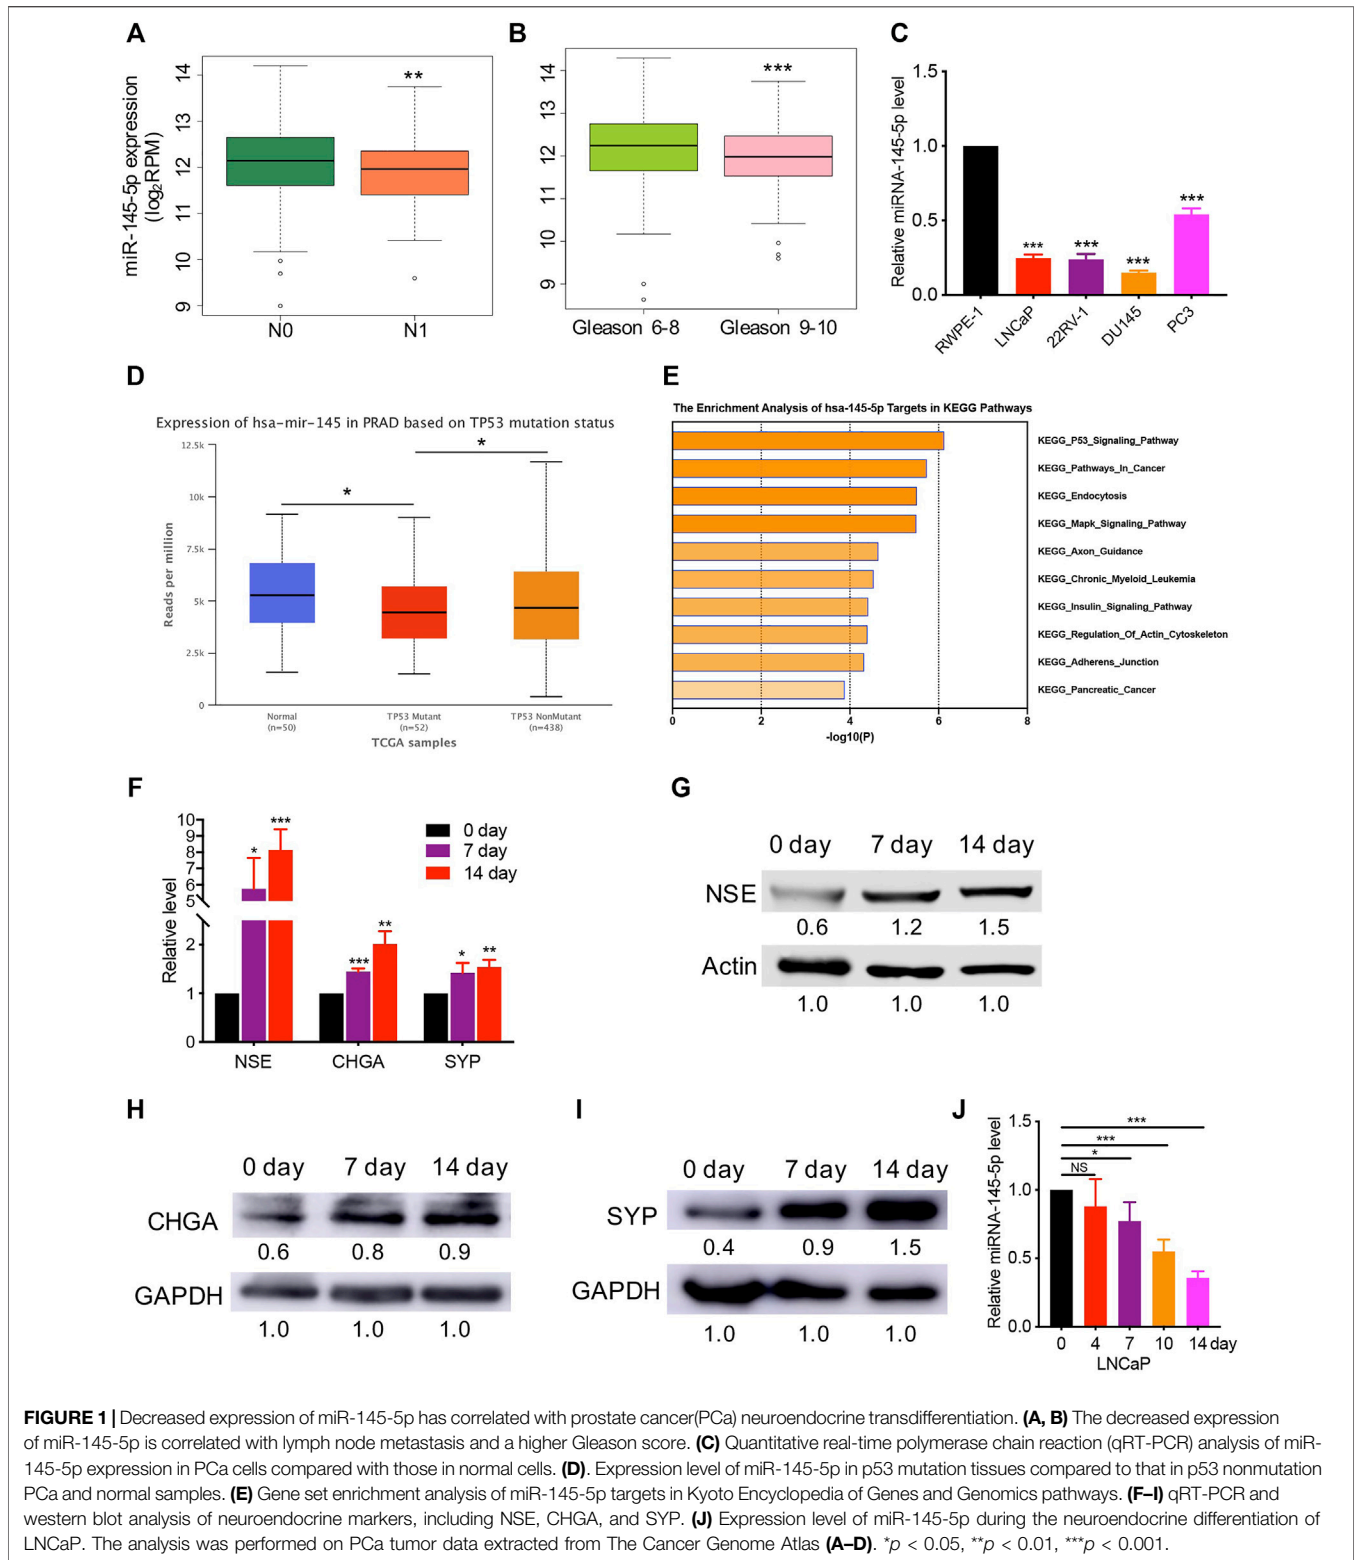 A
miR-145-5p expression
(log₂RPM)
14
13
12
11
10
9
**
N0
N1
B
14
13
12
11
10
9
***
Gleason 6-8
Gleason 9-10
C
Relative miRNA-145-5p level
1.5
1.0
0.5
0.0
***
***
***
***
RWPE-1
LNCaP
22RV-1
DU145
PC3
D
Expression of hsa-mir-145 in PRAD based on TP53 mutation status
Reads per million
12.5k
10k
7.5k
5k
2.5k
0
*
*
Normal
(n=50)
TP53 Mutant
(n=52)
TP53 NonMutant
(n=438)
TCGA samples
E
The Enrichment Analysis of hsa-145-5p Targets in KEGG Pathways
KEGG_P53_Signaling_Pathway
KEGG_Pathways_In_Cancer
KEGG_Endocytosis
KEGG_Mapk_Signaling_Pathway
KEGG_Axon_Guidance
KEGG_Chronic_Myeloid_Leukemia
KEGG_Insulin_Signaling_Pathway
KEGG_Regulation_Of_Actin_Cytoskeleton
KEGG_Adherens_Junction
KEGG_Pancreatic_Cancer
0 2 4 6 8
-log10(P)
F
Relative level
10
9
8
7
6
5
2
1
0
* ***
*** **
* **
0 day
7 day
14 day
NSE CHGA SYP
G
0 day 7 day 14 day
NSE
0.6 1.2 1.5
Actin
1.0 1.0 1.0
H
0 day 7 day 14 day
CHGA
0.6 0.8 0.9
GAPDH
1.0 1.0 1.0
I
0 day 7 day 14 day
SYP
0.4 0.9 1.5
GAPDH
1.0 1.0 1.0
J
Relative miRNA-145-5p level
1.5
1.0
0.5
0.0
***
***
*
NS
0 4 7 10 14 day
LNCaP
FIGURE 1 | Decreased expression of miR-145-5p has correlated with prostate cancer(PCa) neuroendocrine transdifferentiation. (A, B) The decreased expression
of miR-145-5p is correlated with lymph node metastasis and a higher Gleason score. (C) Quantitative real-time polymerase chain reaction (qRT-PCR) analysis of miR-
145-5p expression in PCa cells compared with those in normal cells. (D). Expression level of miR-145-5p in p53 mutation tissues compared to that in p53 nonmutation
PCa and normal samples. (E) Gene set enrichment analysis of miR-145-5p targets in Kyoto Encyclopedia of Genes and Genomics pathways. (F–I) qRT-PCR and
western blot analysis of neuroendocrine markers, including NSE, CHGA, and SYP. (J) Expression level of miR-145-5p during the neuroendocrine differentiation of
LNCaP. The analysis was performed on PCa tumor data extracted from The Cancer Genome Atlas (A–D). *p < 0.05, **p < 0.01, ***p < 0.001.